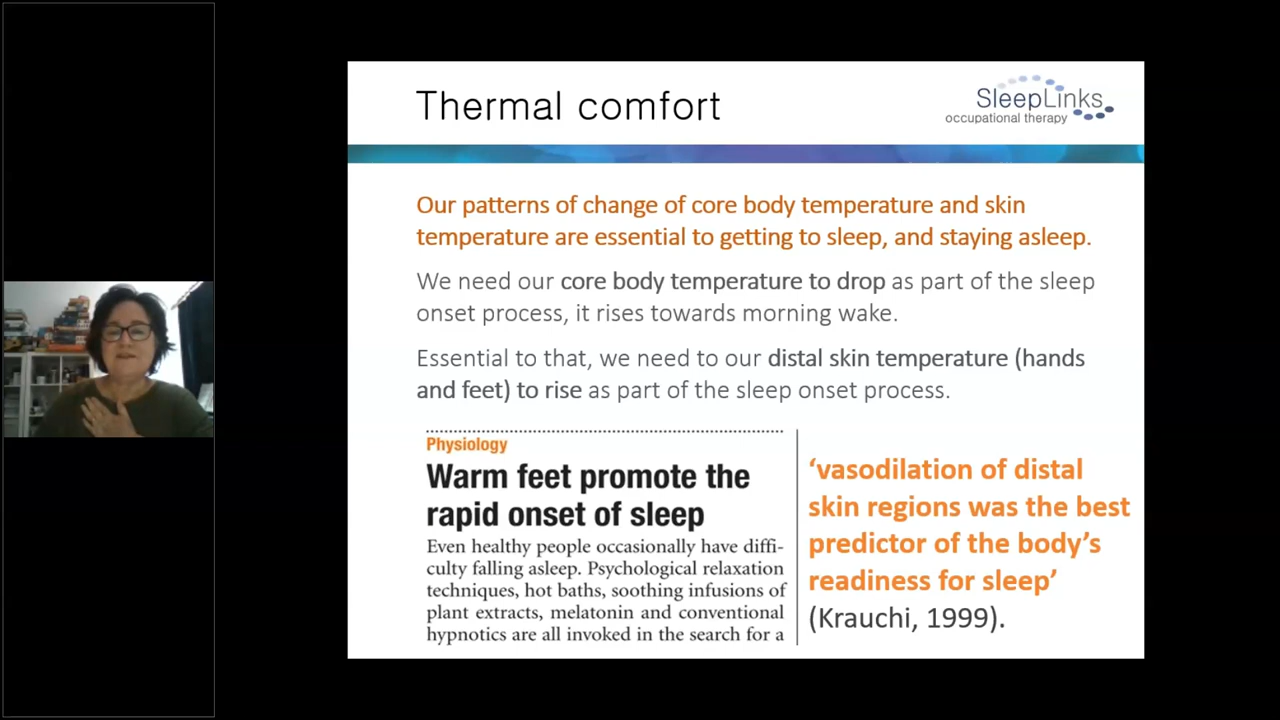 Thermal comfort
SleepLinks
occupational therapy
Our patterns of change of core body temperature and skin
temperature are essential to getting to sleep, and staying asleep.
We need our core body temperature to drop as part of the sleep
onset process, it rises towards morning wake.
Essential to that, we need to our distal skin temperature (hands
and feet) to rise as part of the sleep onset process.
Physiology
Warm feet promote the
rapid onset of sleep
Even healthy people occasionally have diffi-
culty falling asleep. Psychological relaxation
techniques, hot baths, soothing infusions of
plant extracts, melatonin and conventional
hypnotics are all invoked in the search for a
‘vasodilation of distal
skin regions was the best
predictor of the body’s
readiness for sleep’
(Krauchi, 1999).